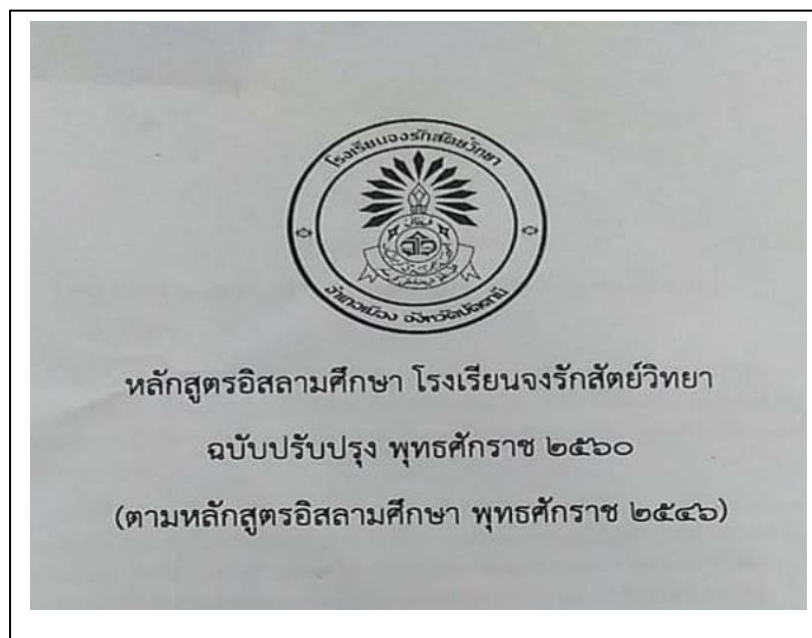 โรงเรียนจงรักสัตย์วิทยา
อำเภอเมือง จังหวัดปัตตานี
หลักสูตรอิสลามศึกษา โรงเรียนจงรักสัตย์วิทยา
ฉบับปรับปรุง พุทธศักราช ๒๕๖๐
(ตามหลักสูตรอิสลามศึกษา พุทธศักราช ๒๕๔๖)